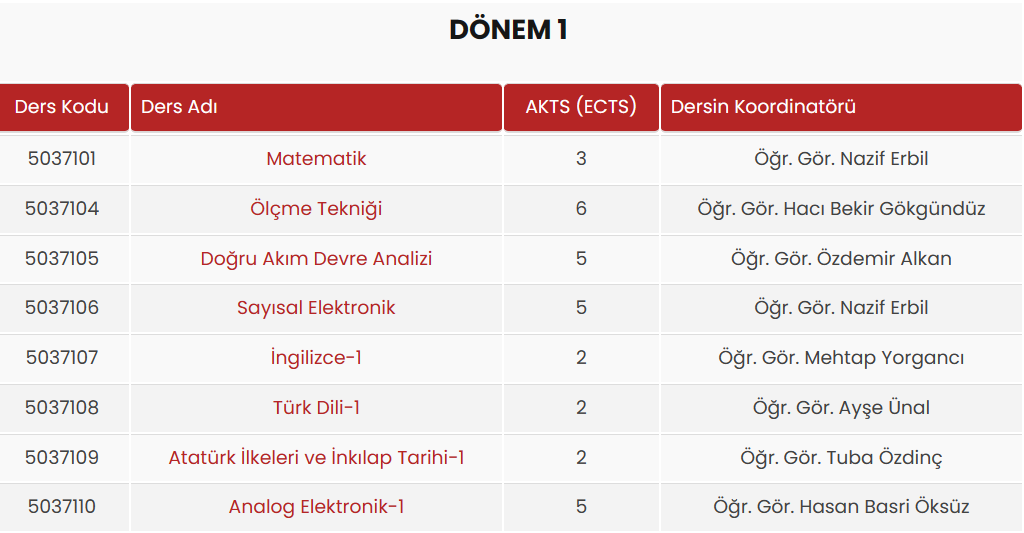 DÖNEM 1
Ders Kodu Ders Adı AKTS (ECTS) Dersin Koordinatörü
5037101 Matematik 3 Öğr. Gör. Nazif Erbil
5037104 Ölçme Tekniği 6 Öğr. Gör. Hacı Bekir Gökgündüz
5037105 Doğru Akım Devre Analizi 5 Öğr. Gör. Özdemir Alkan
5037106 Sayısal Elektronik 5 Öğr. Gör. Nazif Erbil
5037107 İngilizce-1 2 Öğr. Gör. Mehtap Yorgancı
5037108 Türk Dili-1 2 Öğr. Gör. Ayşe Ünal
5037109 Atatürk İlkeleri ve İnkılap Tarihi-1 2 Öğr. Gör. Tuba Özdinç
5037110 Analog Elektronik-1 5 Öğr. Gör. Hasan Basri Öksüz